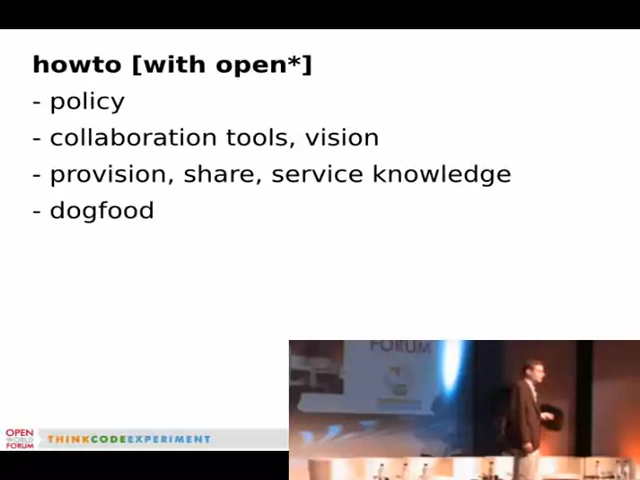 howto [with open*]
- policy
- collaboration tools, vision
- provision, share, service knowledge
- dogfood
FORUM
OPEN
WORLD
FORUM
THINKCODEEXPERIMENT